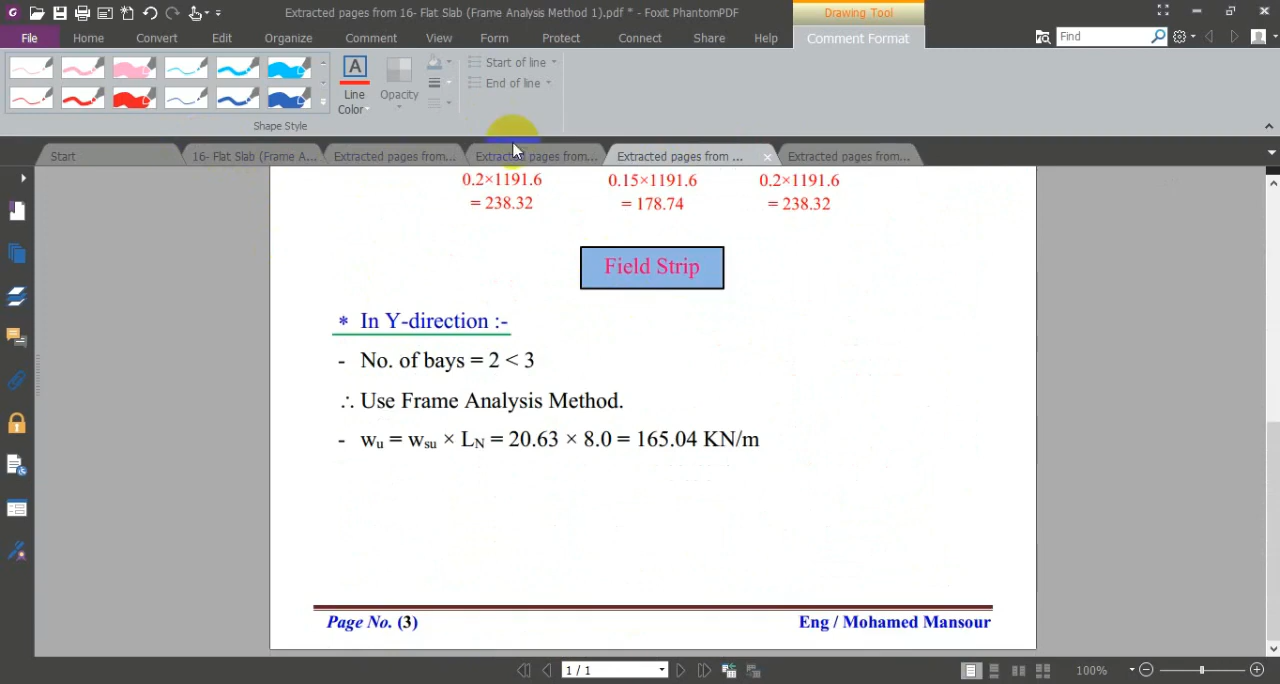 Extracted pages from 16- Flat Slab (Frame Analysis Method 1).pdf * - Foxit PhantomPDF
Drawing Tool
File Home Convert Edit Organize Comment View Form Protect Connect Share Help Comment Format
Find
Line Color
Opacity
Start of line
End of line
Shape Style
Start
16- Flat Slab (Frame A...
Extracted pages from...
Extracted pages from...
Extracted pages from ...
Extracted pages from...
0.2×1191.6 0.15×1191.6 0.2×1191.6
= 238.32 = 178.74 = 238.32
Field Strip
* In Y-direction :-
- No. of bays = 2 < 3
∴ Use Frame Analysis Method.
- wu = wsu × LN = 20.63 × 8.0 = 165.04 KN/m
Page No. (3) Eng / Mohamed Mansour
1 / 1
100%